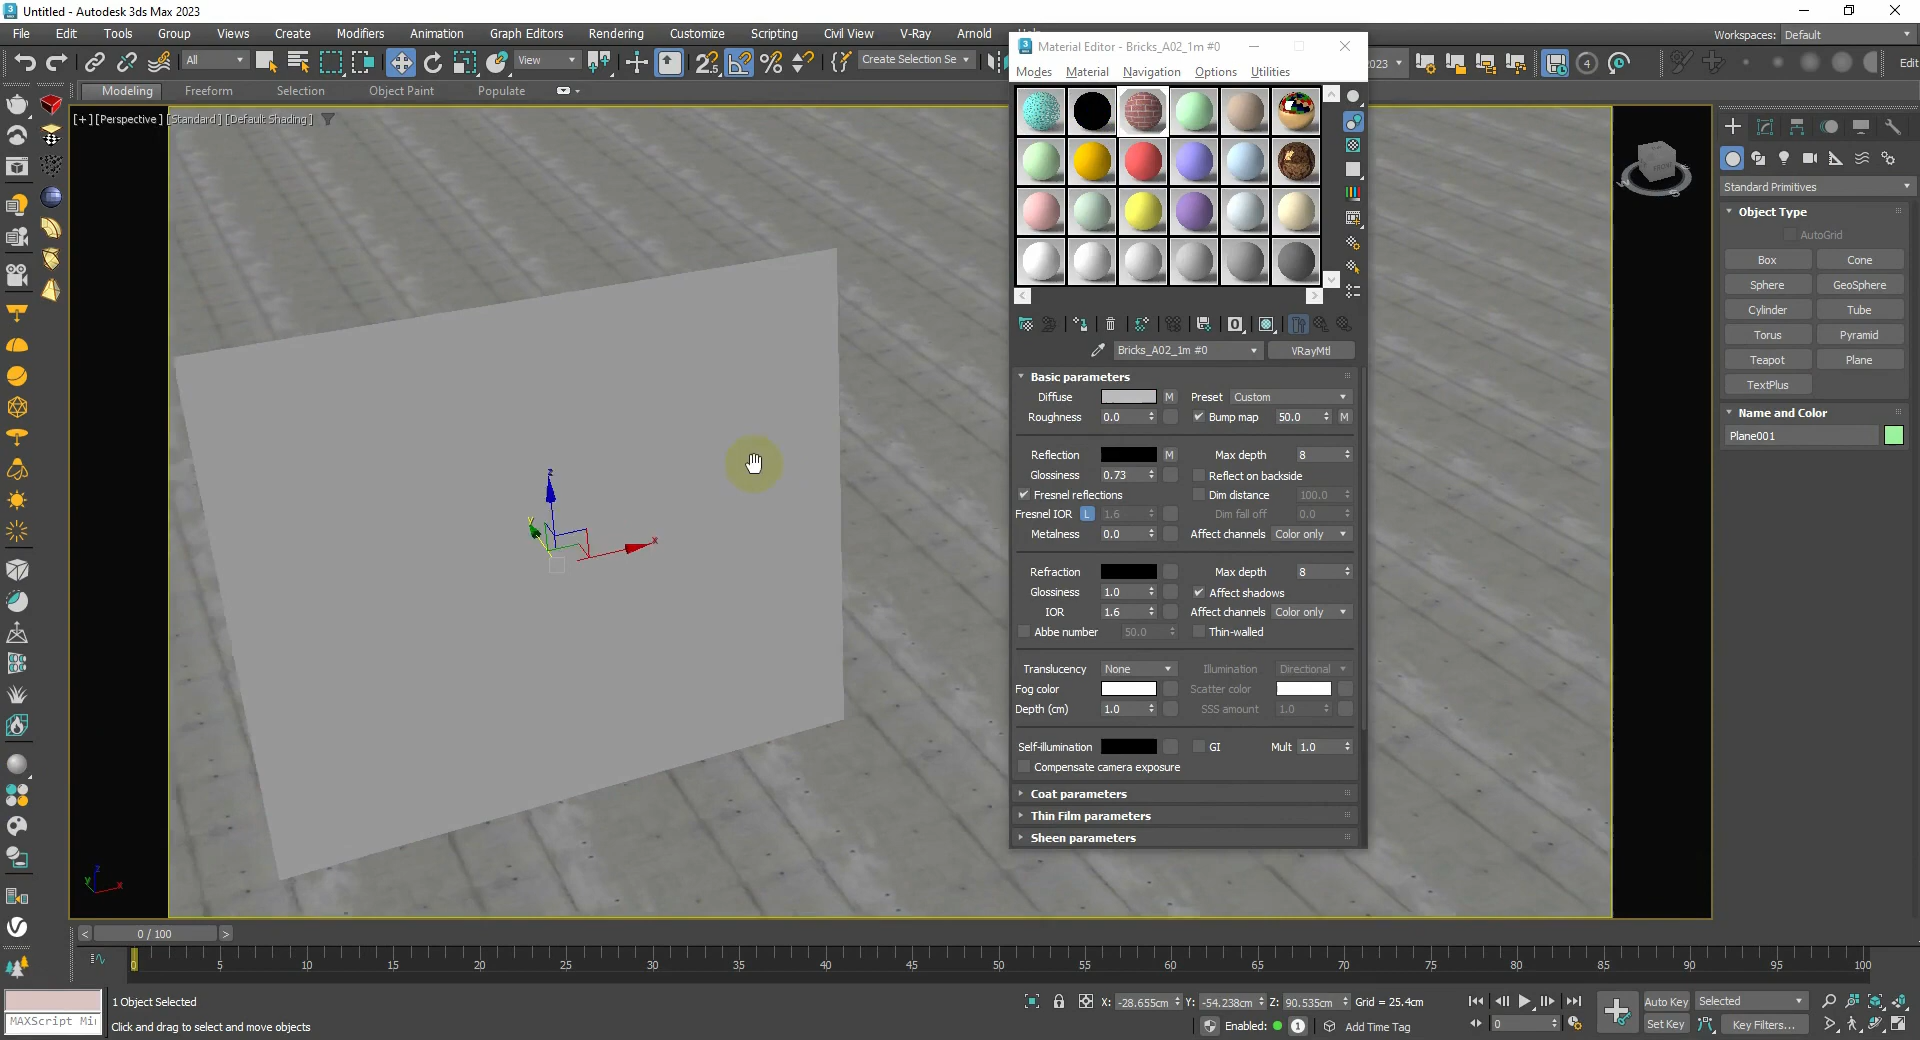 Untitled - Autodesk 3ds Max 2023
File Edit Tools Group Views Create Modifiers Animation Graph Editors Rendering Customize Scripting Civil View V-Ray Arnold
Workspaces: Default
All View Create Selection Se 2023 4 Edit
Modeling Freeform Selection Object Paint Populate
[+] [Perspective ] [Standard ] [Default Shading ]
Material Editor - Bricks_A02_1m #0
Modes Material Navigation Options Utilities
Bricks_A02_1m #0 VRayMtl
Basic parameters
Diffuse M Preset Custom
Roughness 0.0 Bump map 50.0 M
Reflection M Max depth 8
Glossiness 0.73 Reflect on backside
Fresnel reflections Dim distance 100.0
Fresnel IOR L 1.6 Dim fall off 0.0
Metalness 0.0 Affect channels Color only
Refraction Max depth 8
Glossiness 1.0 Affect shadows
IOR 1.6 Affect channels Color only
Abbe number 50.0 Thin-walled
Translucency None Illumination Directional
Fog color Scatter color
Depth (cm) 1.0 SSS amount 1.0
Self-illumination GI Mult 1.0
Compensate camera exposure
Coat parameters
Thin Film parameters
Sheen parameters
Standard Primitives
Object Type
AutoGrid
Box Cone
Sphere GeoSphere
Cylinder Tube
Torus Pyramid
Teapot Plane
TextPlus
Name and Color
Plane001
z
y
x
z
y
x
< 0 / 100 >
0 5 10 15 20 25 30 35 40 45 50 55 60 65 70 75 80 85 90 95 100
1 Object Selected
X: -28.655cm Y: -54.238cm Z: 90.535cm Grid = 25.4cm
Auto Key Selected
MAXScript Mi
Click and drag to select and move objects
Enabled: 1 Add Time Tag
0 Set Key Key Filters...